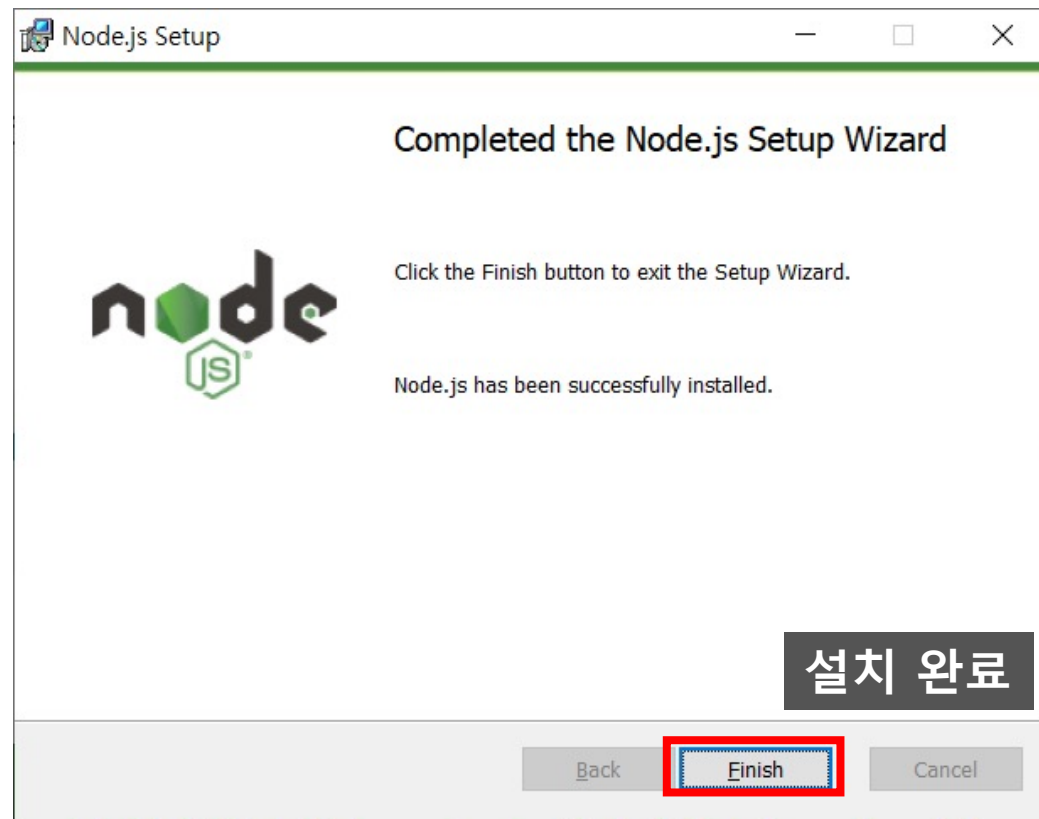 Node.js Setup
Completed the Node.js Setup Wizard
Click the Finish button to exit the Setup Wizard.
node
JS
Node.js has been successfully installed.
설치 완료
Back Finish Cancel